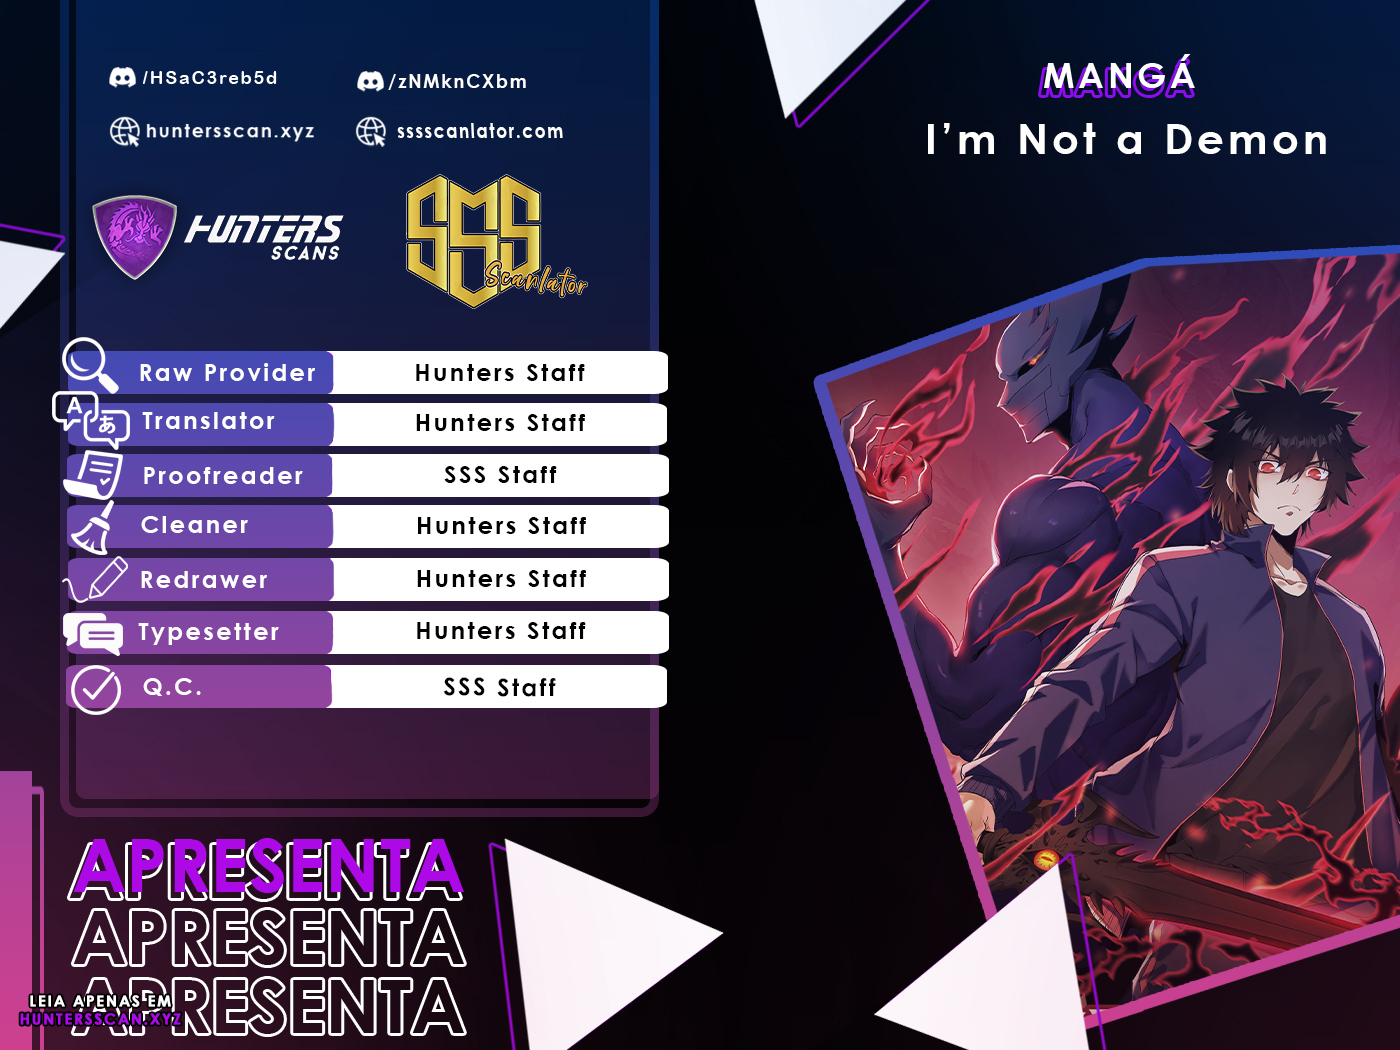 /HSaC3reb5d
/zNMknCXbm
huntersscan.xyz
sssscanlator.com
HUNTERS
SCANS
SSS
Scanlator
Raw Provider
Hunters Staff
A
あ
Translator
Hunters Staff
Proofreader
SSS Staff
Cleaner
Hunters Staff
Redrawer
Hunters Staff
Typesetter
Hunters Staff
Q.C.
SSS Staff
APRESENTA
APRESENTA
APRESENTA
LEIA APENAS EM
HUNTERSSCAN.XYZ
MANGÁ
I’m Not a Demon